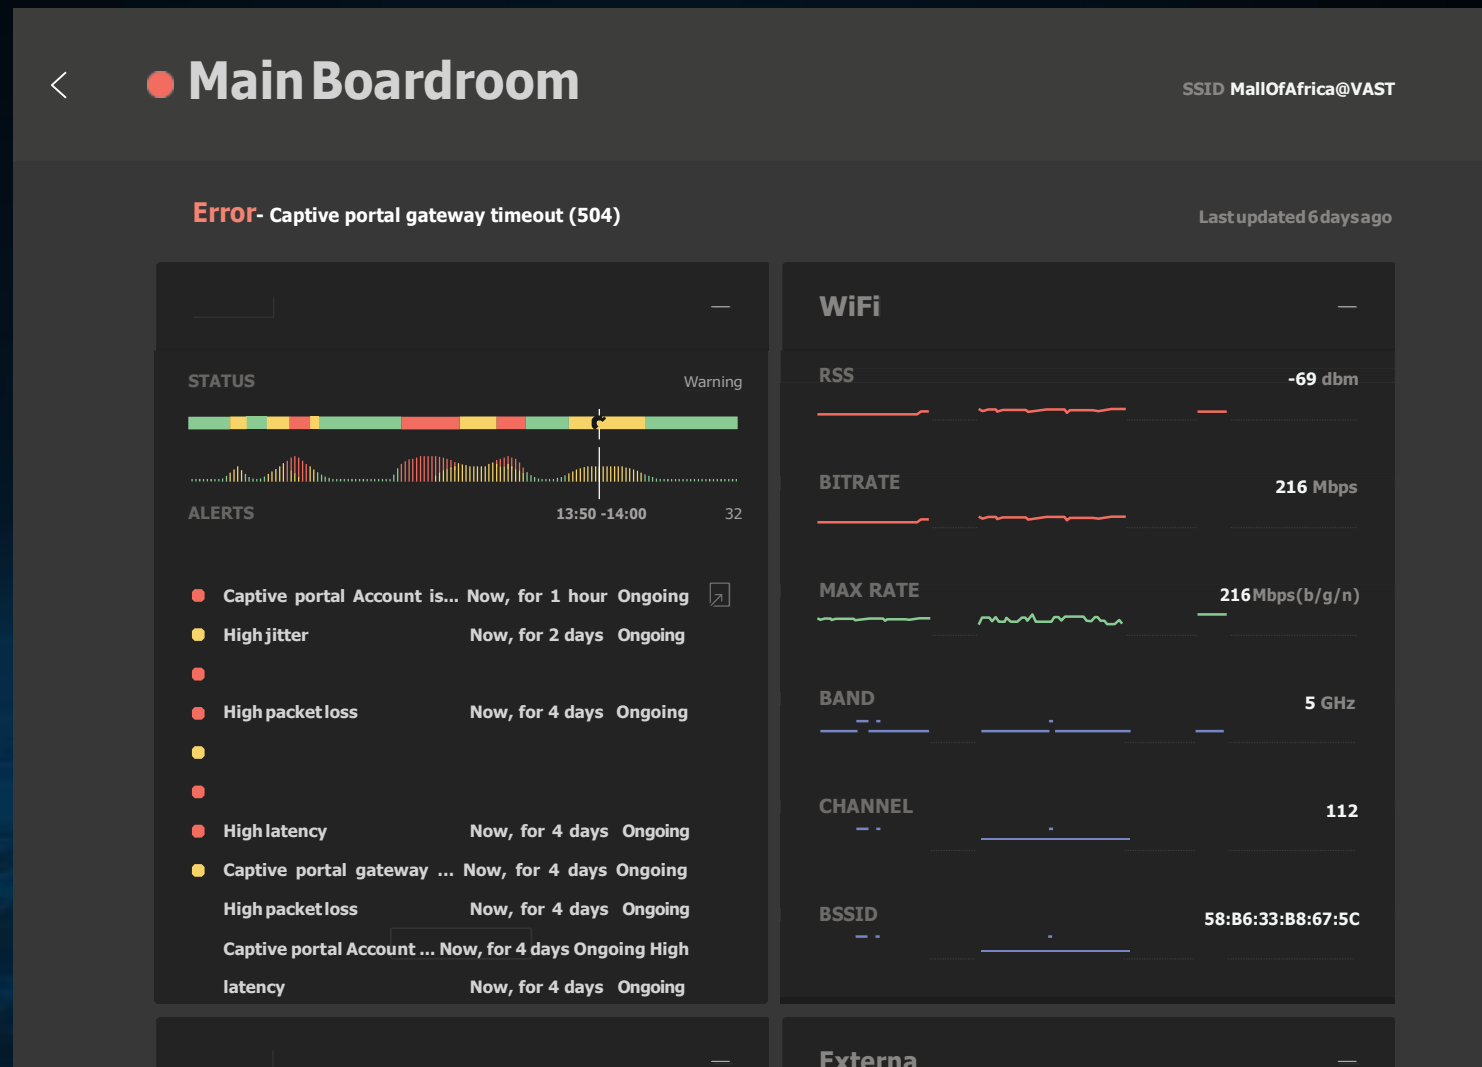 Main Boardroom
SSID MallOfAfrica@VAST
Error- Captive portal gateway timeout (504)
Last updated 6 days ago
STATUS
Warning
ALERTS
13:50 -14:00
32
Captive portal Account is... Now, for 1 hour Ongoing
High jitter Now, for 2 days Ongoing
High packet loss Now, for 4 days Ongoing
High latency Now, for 4 days Ongoing
Captive portal gateway ... Now, for 4 days Ongoing
High packet loss Now, for 4 days Ongoing
Captive portal Account ... Now, for 4 days Ongoing High
latency Now, for 4 days Ongoing
WiFi
RSS
-69 dbm
BITRATE
216 Mbps
MAX RATE
216 Mbps(b/g/n)
BAND
5 GHz
CHANNEL
112
BSSID
58:B6:33:B8:67:5C
Externa